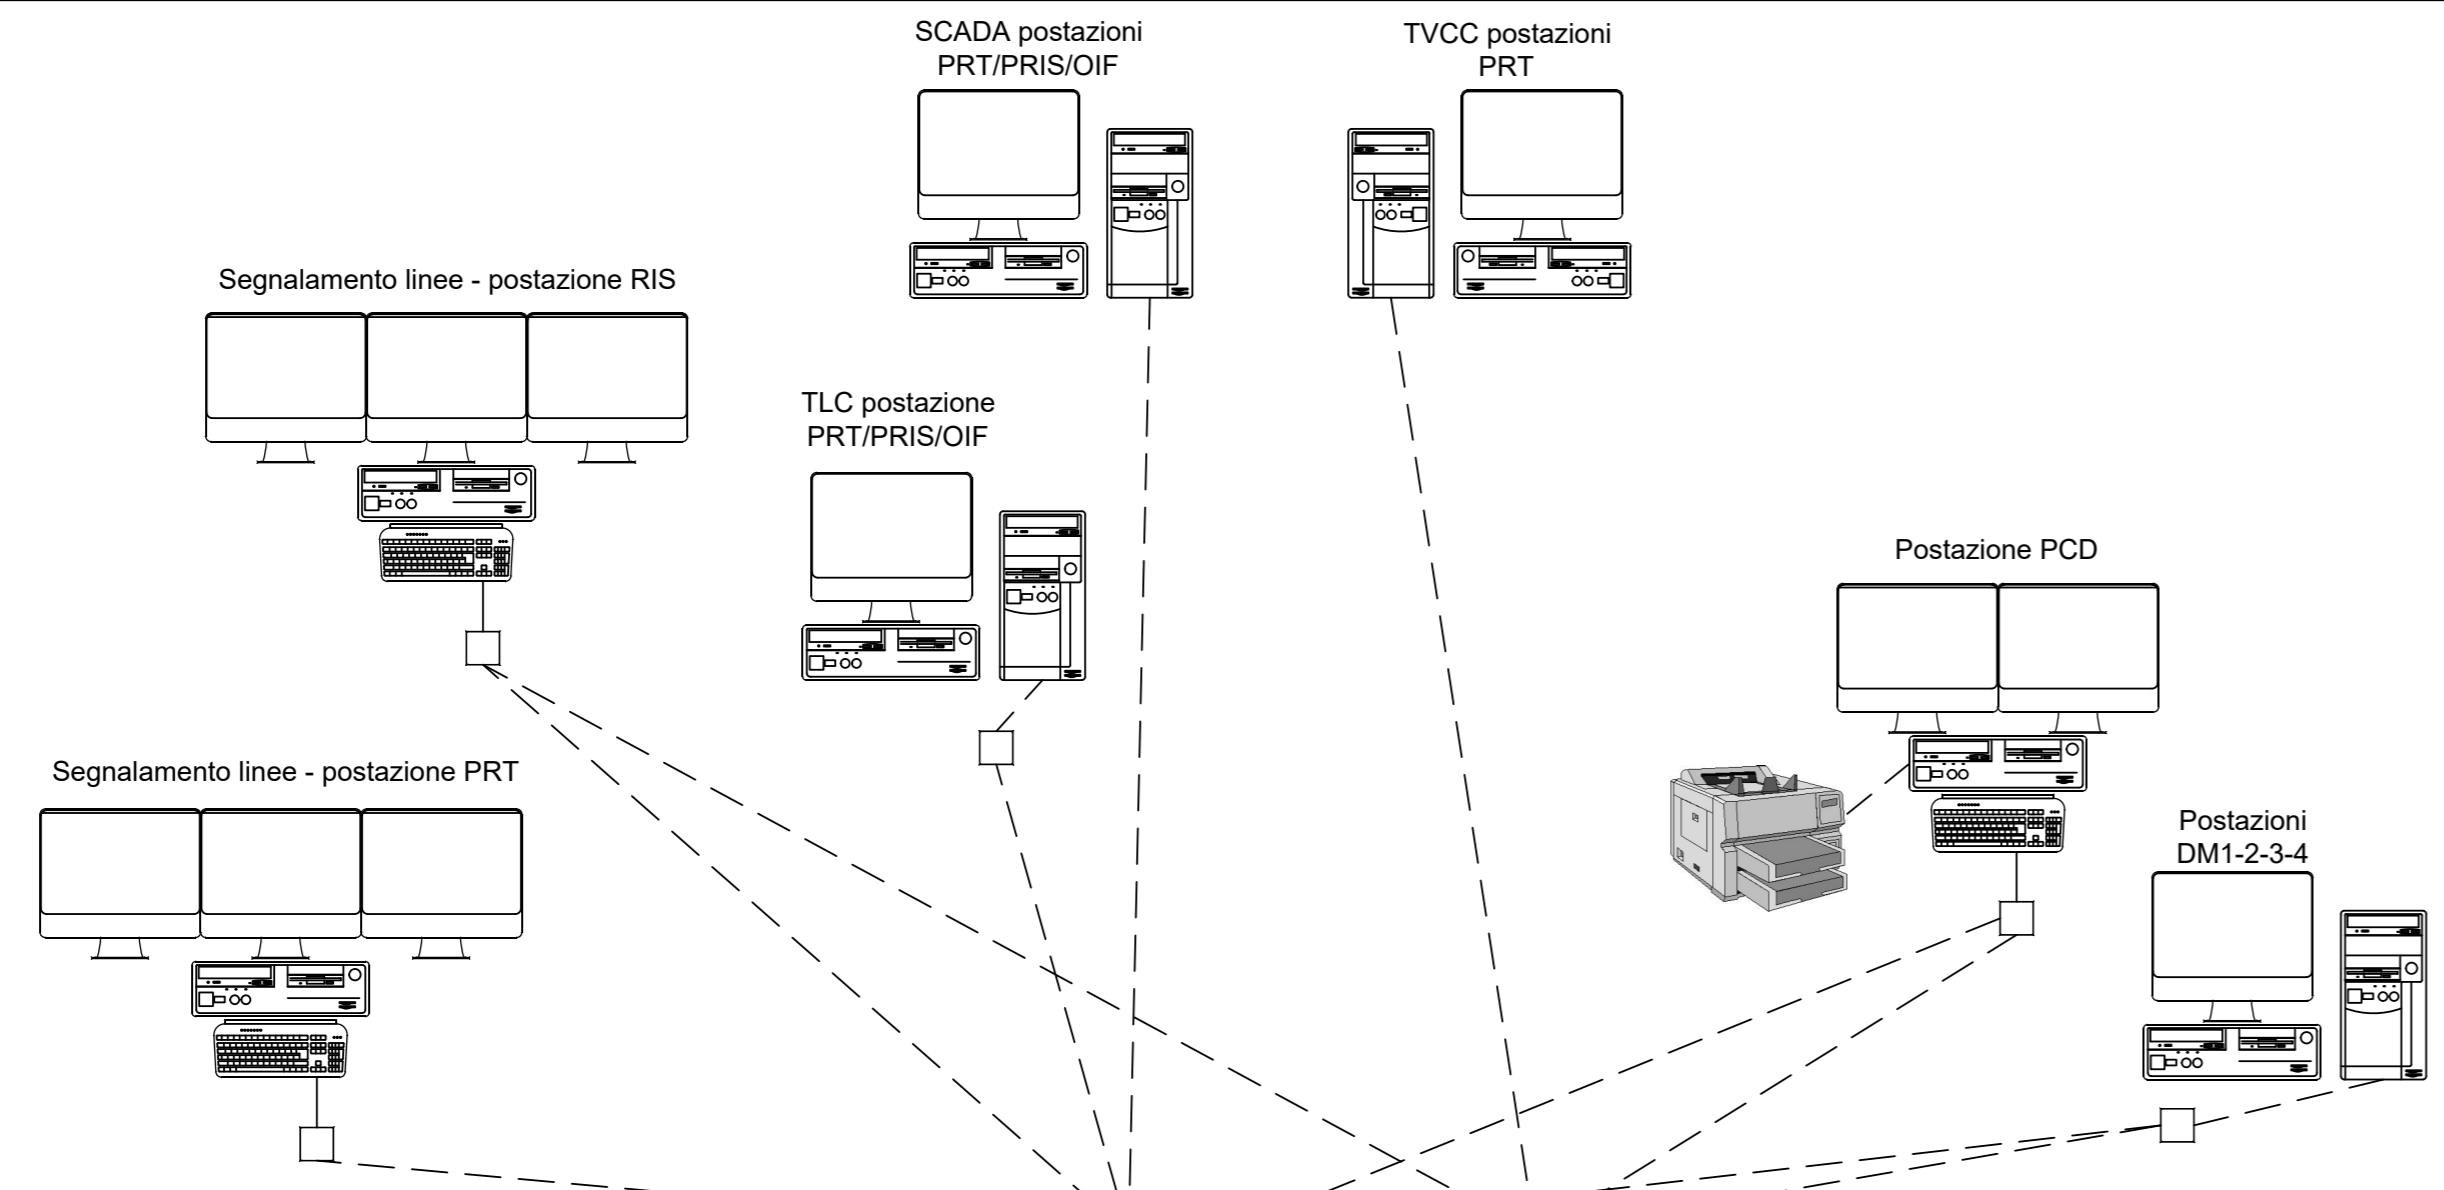 SCADA postazioni
PRT/PRIS/OIF
TVCC postazioni
PRT
Segnalamento linee - postazione RIS
TLC postazione
PRT/PRIS/OIF
Postazione PCD
Segnalamento linee - postazione PRT
Postazioni
DM1-2-3-4